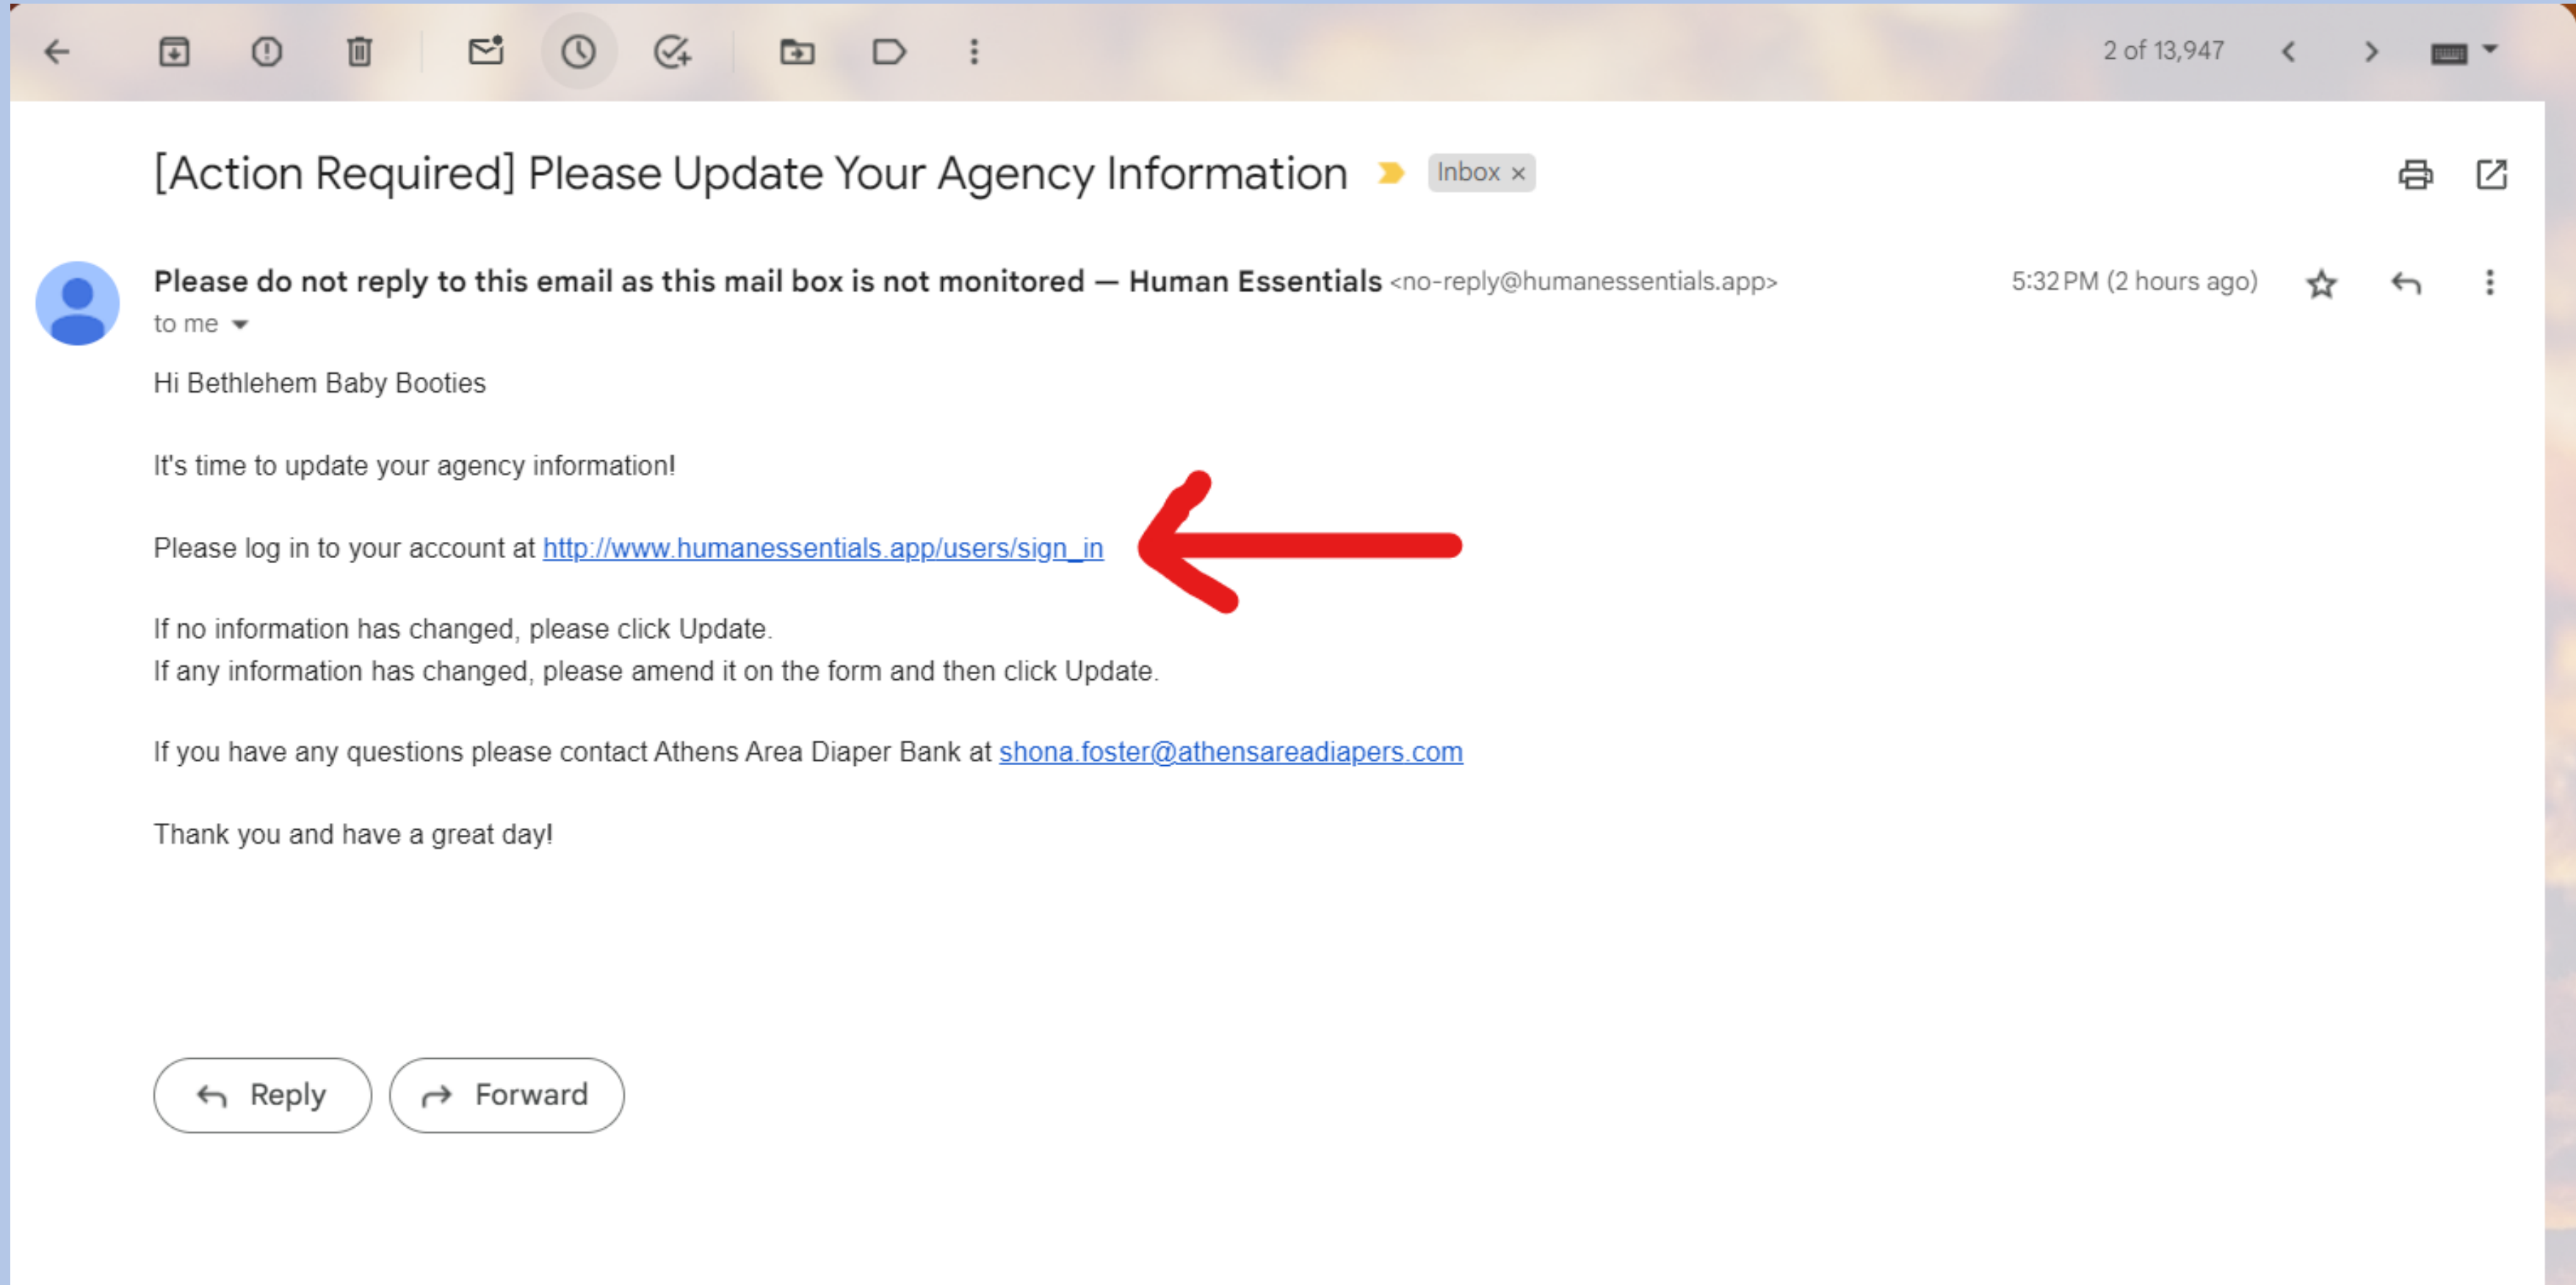 2 of 13,947
[Action Required] Please Update Your Agency Information Inbox ×
Please do not reply to this email as this mail box is not monitored — Human Essentials <no-reply@humanessentials.app> 5:32 PM (2 hours ago)
to me
Hi Bethlehem Baby Booties
It's time to update your agency information!
Please log in to your account at http://www.humanessentials.app/users/sign_in
If no information has changed, please click Update.
If any information has changed, please amend it on the form and then click Update.
If you have any questions please contact Athens Area Diaper Bank at shona.foster@athensareadiapers.com
Thank you and have a great day!
Reply Forward